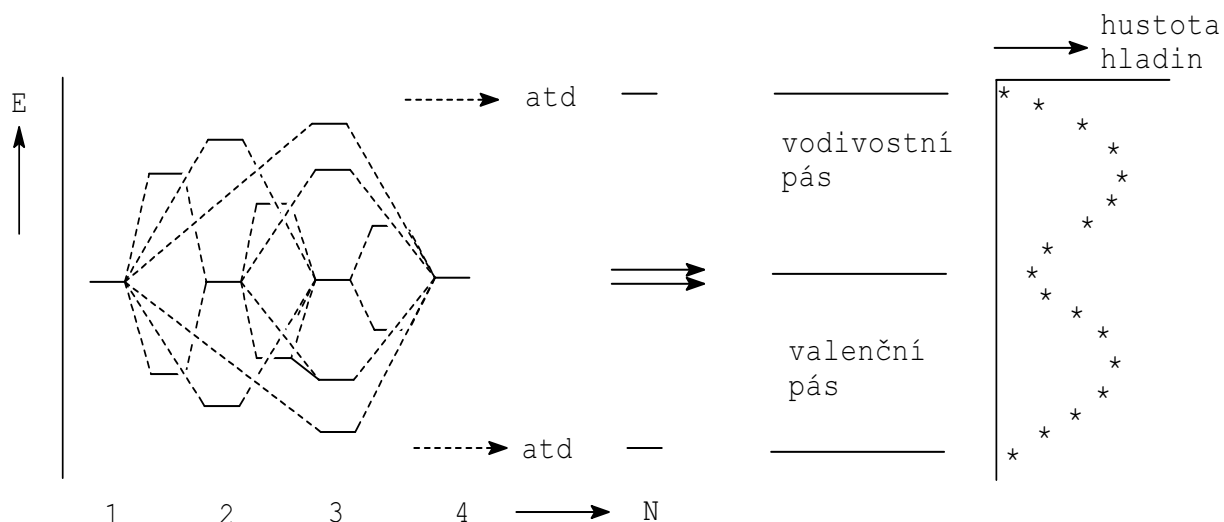 hustota
hladin
E
atd
vodivostní
pás
valenční
pás
atd
1 2 3 4 N